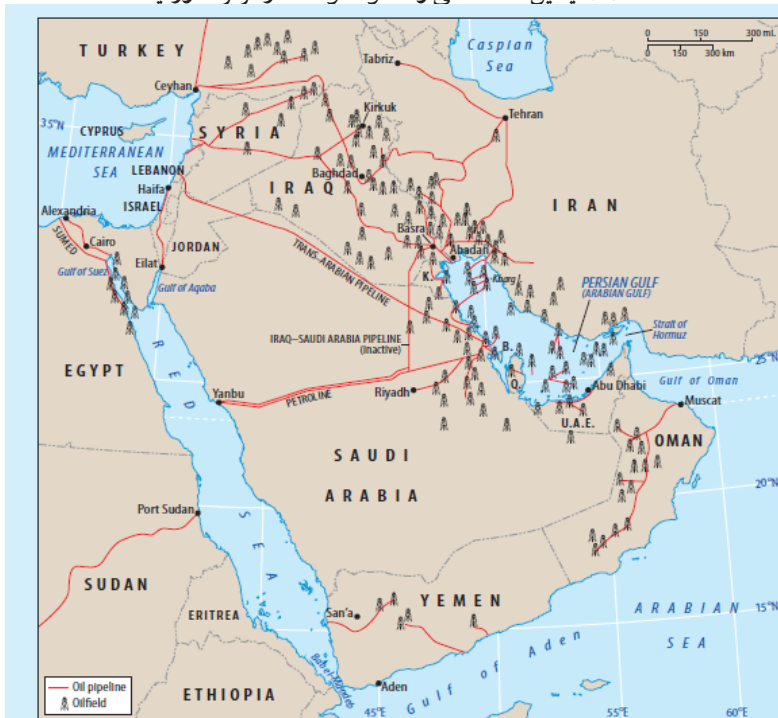 0 150 300 mi.
0 150 300 km
TURKEY
Caspian
Sea
Tabriz
Ceyhan
Kirkuk
Tehran
35°N
CYPRUS
SYRIA
MEDITERRANEAN
SEA
LEBANON
Haifa
ISRAEL
Baghdad
IRAQ
IRAN
Alexandria
SUMED
Cairo
JORDAN
Basra
Abadan
Eilat
Gulf of Suez
Gulf of Aqaba
TRANS-ARABIAN PIPELINE
K.
Kharg
PERSIAN GULF
(ARABIAN GULF)
Strait of
Hormuz
IRAQ–SAUDI ARABIA PIPELINE
(Inactive)
B.
25°N
EGYPT
RED SEA
Yanbu
PETROLINE
Riyadh
Q.
Abu Dhabi
Gulf of Oman
Muscat
U.A.E.
OMAN
SAUDI
ARABIA
20°N
Port Sudan
SUDAN
ERITREA
San'a
YEMEN
ARABIAN
SEA
15°N
Bab el-Mandeb
Gulf of Aden
Aden
ETHIOPIA
Oil pipeline
Oilfield
45°E
55°E
60°E